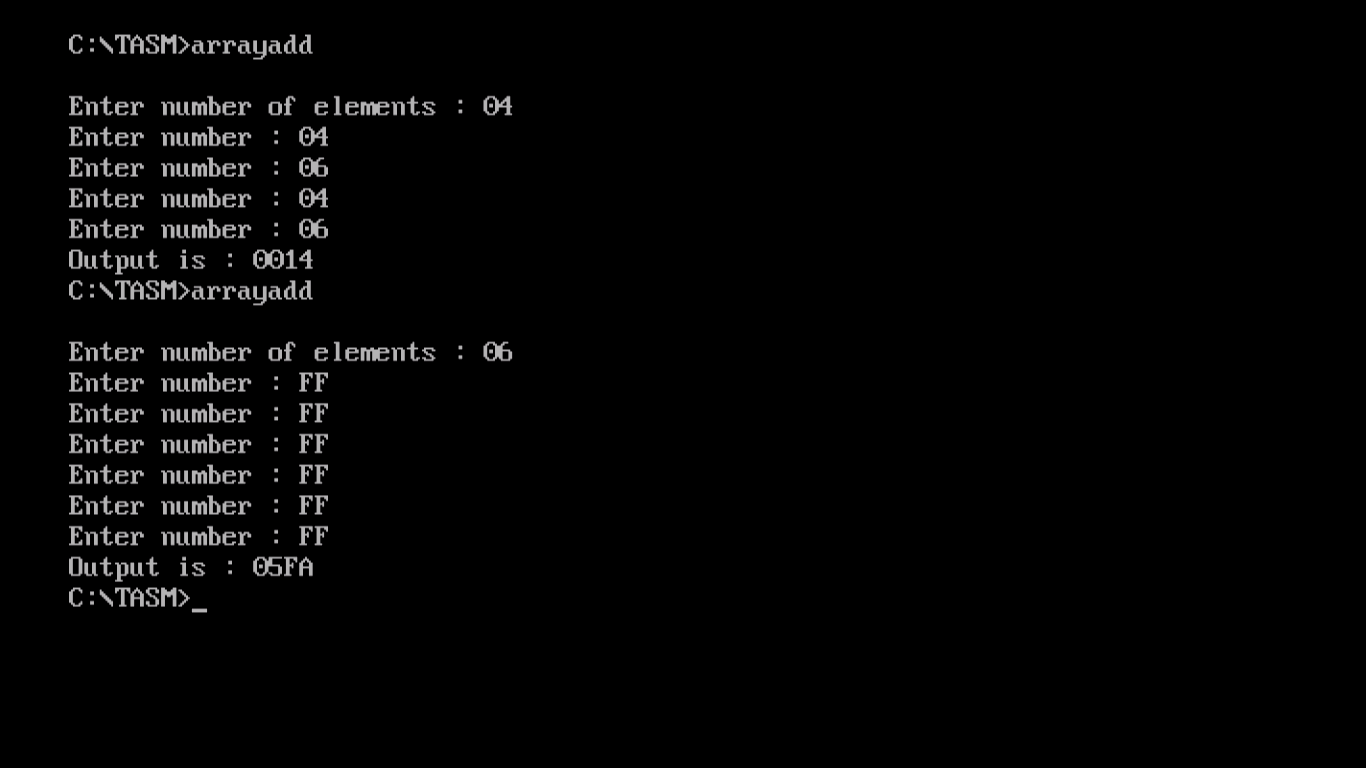 C:\TASM>arrayadd
Enter number of elements : 04
Enter number : 04
Enter number : 06
Enter number : 04
Enter number : 06
Output is : 0014
C:\TASM>arrayadd
Enter number of elements : 06
Enter number : FF
Enter number : FF
Enter number : FF
Enter number : FF
Enter number : FF
Enter number : FF
Output is : 05FA
C:\TASM>_